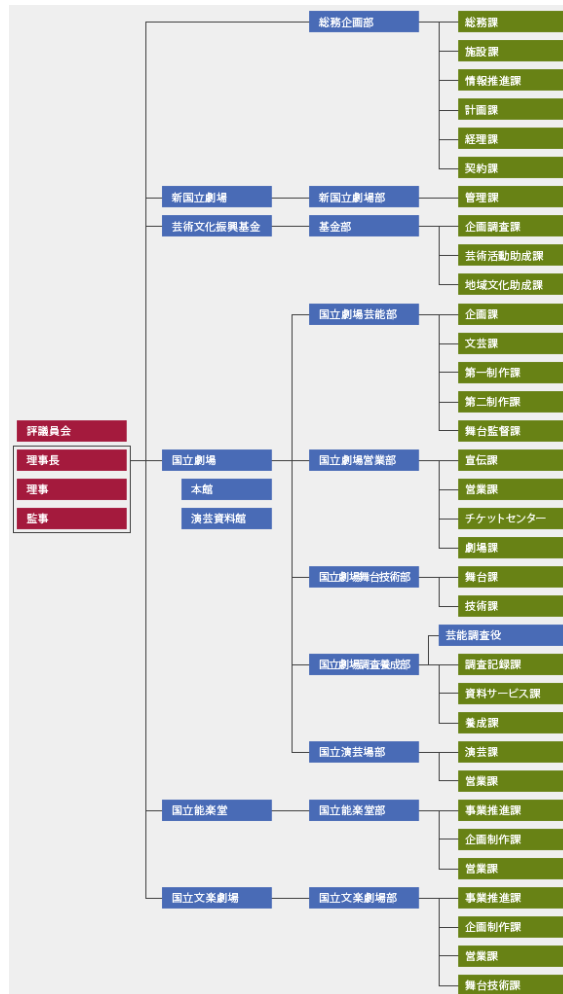 総務企画部
総務課
施設課
情報推進課
計画課
経理課
契約課
新国立劇場
新国立劇場部
管理課
芸術文化振興基金
基金部
企画調査課
芸術活動助成課
地域文化助成課
評議員会
理事長
理事
監事
国立劇場
本館
演芸資料館
国立劇場芸能部
企画課
文芸課
第一制作課
第二制作課
舞台監督課
国立劇場営業部
宣伝課
営業課
チケットセンター
劇場課
国立劇場舞台技術部
舞台課
技術課
国立劇場調査養成部
芸能調査役
調査記録課
資料サービス課
養成課
国立演芸場部
演芸課
営業課
国立能楽堂
国立能楽堂部
事業推進課
企画制作課
営業課
国立文楽劇場
国立文楽劇場部
事業推進課
企画制作課
営業課
舞台技術課